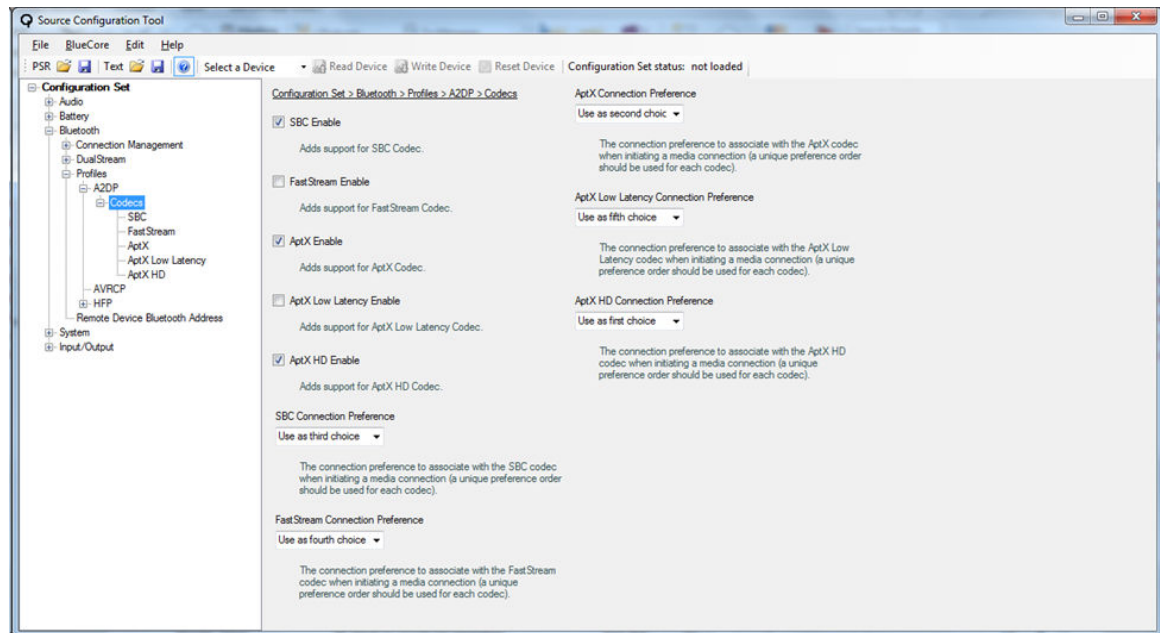 Source Configuration Tool
File BlueCore Edit Help
PSR Text Select a Device Read Device Write Device Reset Device Configuration Set status: not loaded
Configuration Set
Audio
Battery
Bluetooth
Connection Management
DualStream
Profiles
A2DP
Codecs
SBC
FastStream
AptX
AptX Low Latency
AptX HD
AVRCP
HFP
Remote Device Bluetooth Address
System
Input/Output
Configuration Set > Bluetooth > Profiles > A2DP > Codecs
SBC Enable
Adds support for SBC Codec.
FastStream Enable
Adds support for FastStream Codec.
AptX Enable
Adds support for AptX Codec.
AptX Low Latency Enable
Adds support for AptX Low Latency Codec.
AptX HD Enable
Adds support for AptX HD Codec.
SBC Connection Preference
Use as third choice
The connection preference to associate with the SBC codec
when initiating a media connection (a unique preference order
should be used for each codec).
FastStream Connection Preference
Use as fourth choice
The connection preference to associate with the FastStream
codec when initiating a media connection (a unique
preference order should be used for each codec).
AptX Connection Preference
Use as second choic
The connection preference to associate with the AptX codec
when initiating a media connection (a unique preference order
should be used for each codec).
AptX Low Latency Connection Preference
Use as fifth choice
The connection preference to associate with the AptX Low
Latency codec when initiating a media connection (a unique
preference order should be used for each codec).
AptX HD Connection Preference
Use as first choice
The connection preference to associate with the AptX HD
codec when initiating a media connection (a unique
preference order should be used for each codec).